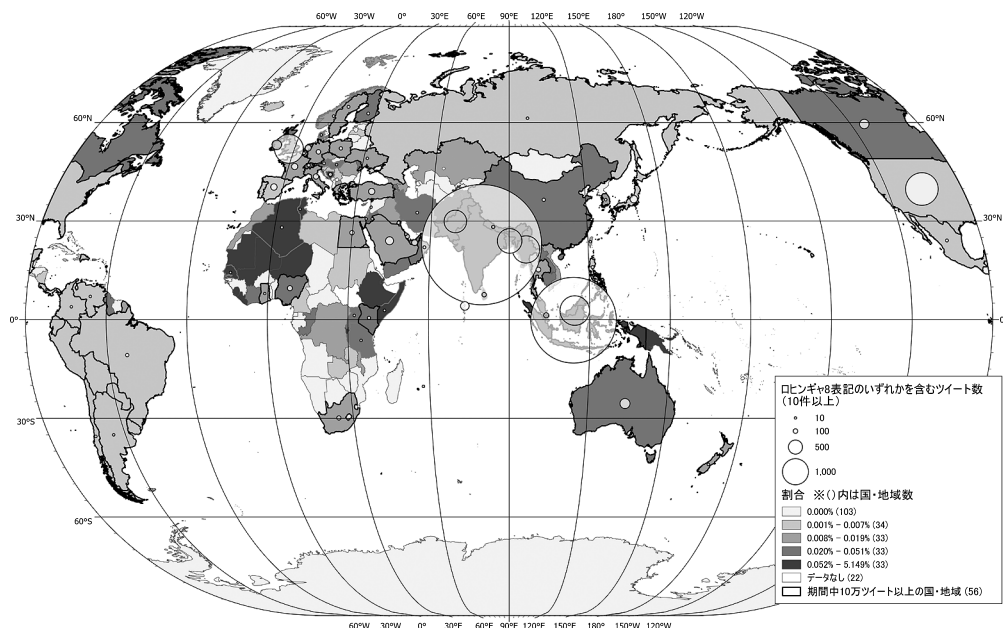 60°W 30°W 0° 30°E 60°E 90°E 120°E 150°E 180° 150°W 120°W
60°N 60°N
30°N 30°N
0° 0°
30°S 30°S
60°S
ロヒンギャ8表記のいずれかを含むツイート数
(10件以上)
10
100
500
1,000
割合 ※()内は国・地域数
0.000% (103)
0.001% - 0.007% (34)
0.008% - 0.019% (33)
0.020% - 0.051% (33)
0.052% - 5.149% (33)
データなし (22)
期間中10万ツイート以上の国・地域 (56)
60°W 30°W 0° 30°E 60°E 90°E 120°E 150°E 180° 150°W 120°W